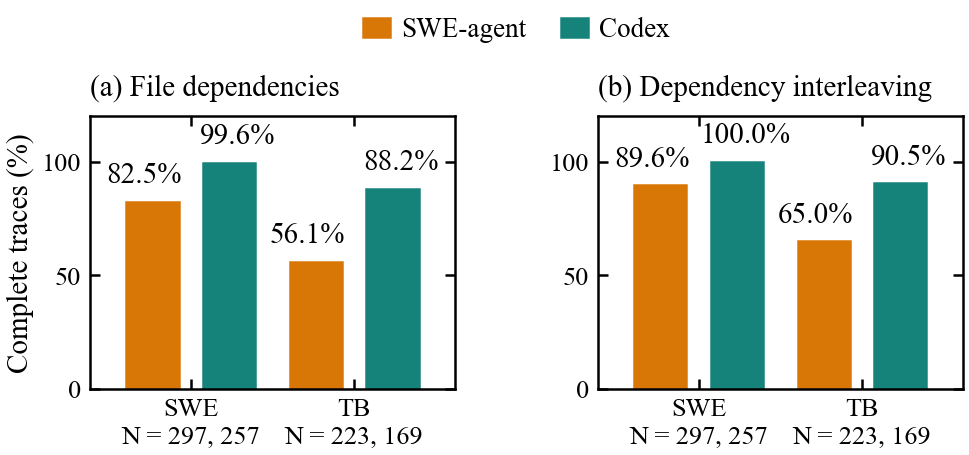 SWE-agent
Codex
(a) File dependencies
(b) Dependency interleaving
Complete traces (%)
100
50
0
82.5%
99.6%
56.1%
88.2%
SWE
TB
N = 297, 257
N = 223, 169
100
50
0
89.6%
100.0%
65.0%
90.5%
SWE
TB
N = 297, 257
N = 223, 169